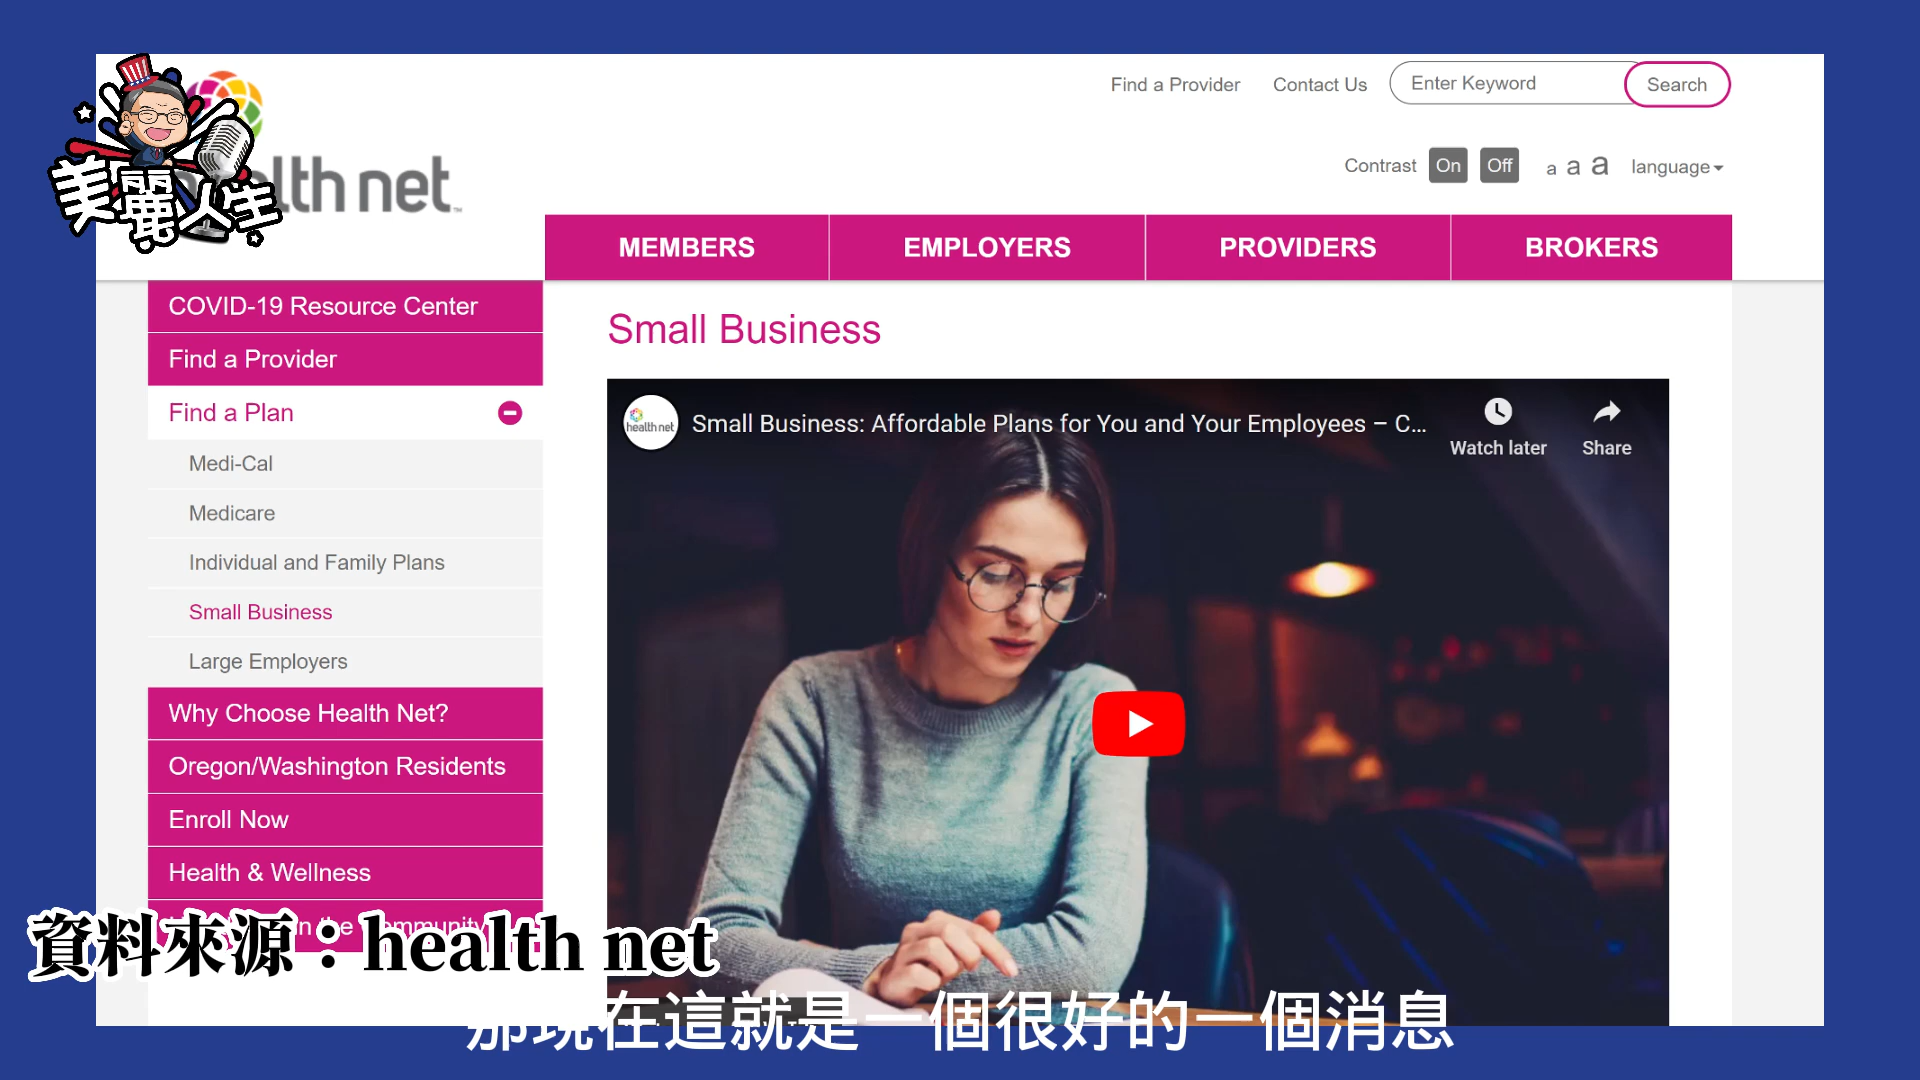 Find a Provider
Contact Us
Enter Keyword
Search
美麗人生
lth net
Contrast
On
Off
a a a
language
MEMBERS
EMPLOYERS
PROVIDERS
BROKERS
COVID-19 Resource Center
Find a Provider
Find a Plan
Medi-Cal
Medicare
Individual and Family Plans
Small Business
Large Employers
Why Choose Health Net?
Oregon/Washington Residents
Enroll Now
Health & Wellness
Small Business
health net
Small Business: Affordable Plans for You and Your Employees – C...
Watch later
Share
資料來源：health net
那現在這就是一個很好的一個消息